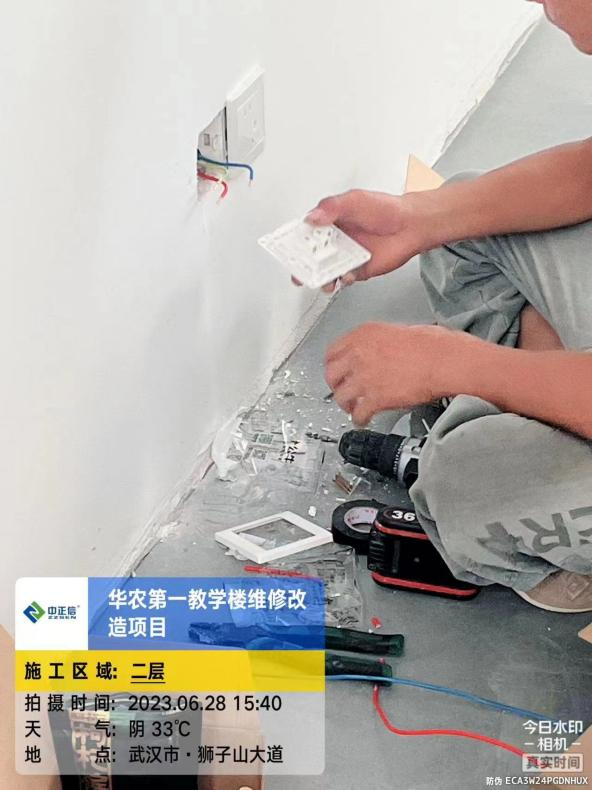 36
中正信
ZZXEN
华农第一教学楼维修改
造项目
施工区域: 二层
拍摄时间: 2023.06.28 15:40
天气: 阴 33℃
地点: 武汉市·狮子山大道
今日水印
-相机-
真实时间
防伪 ECA3W24PGDNHUX